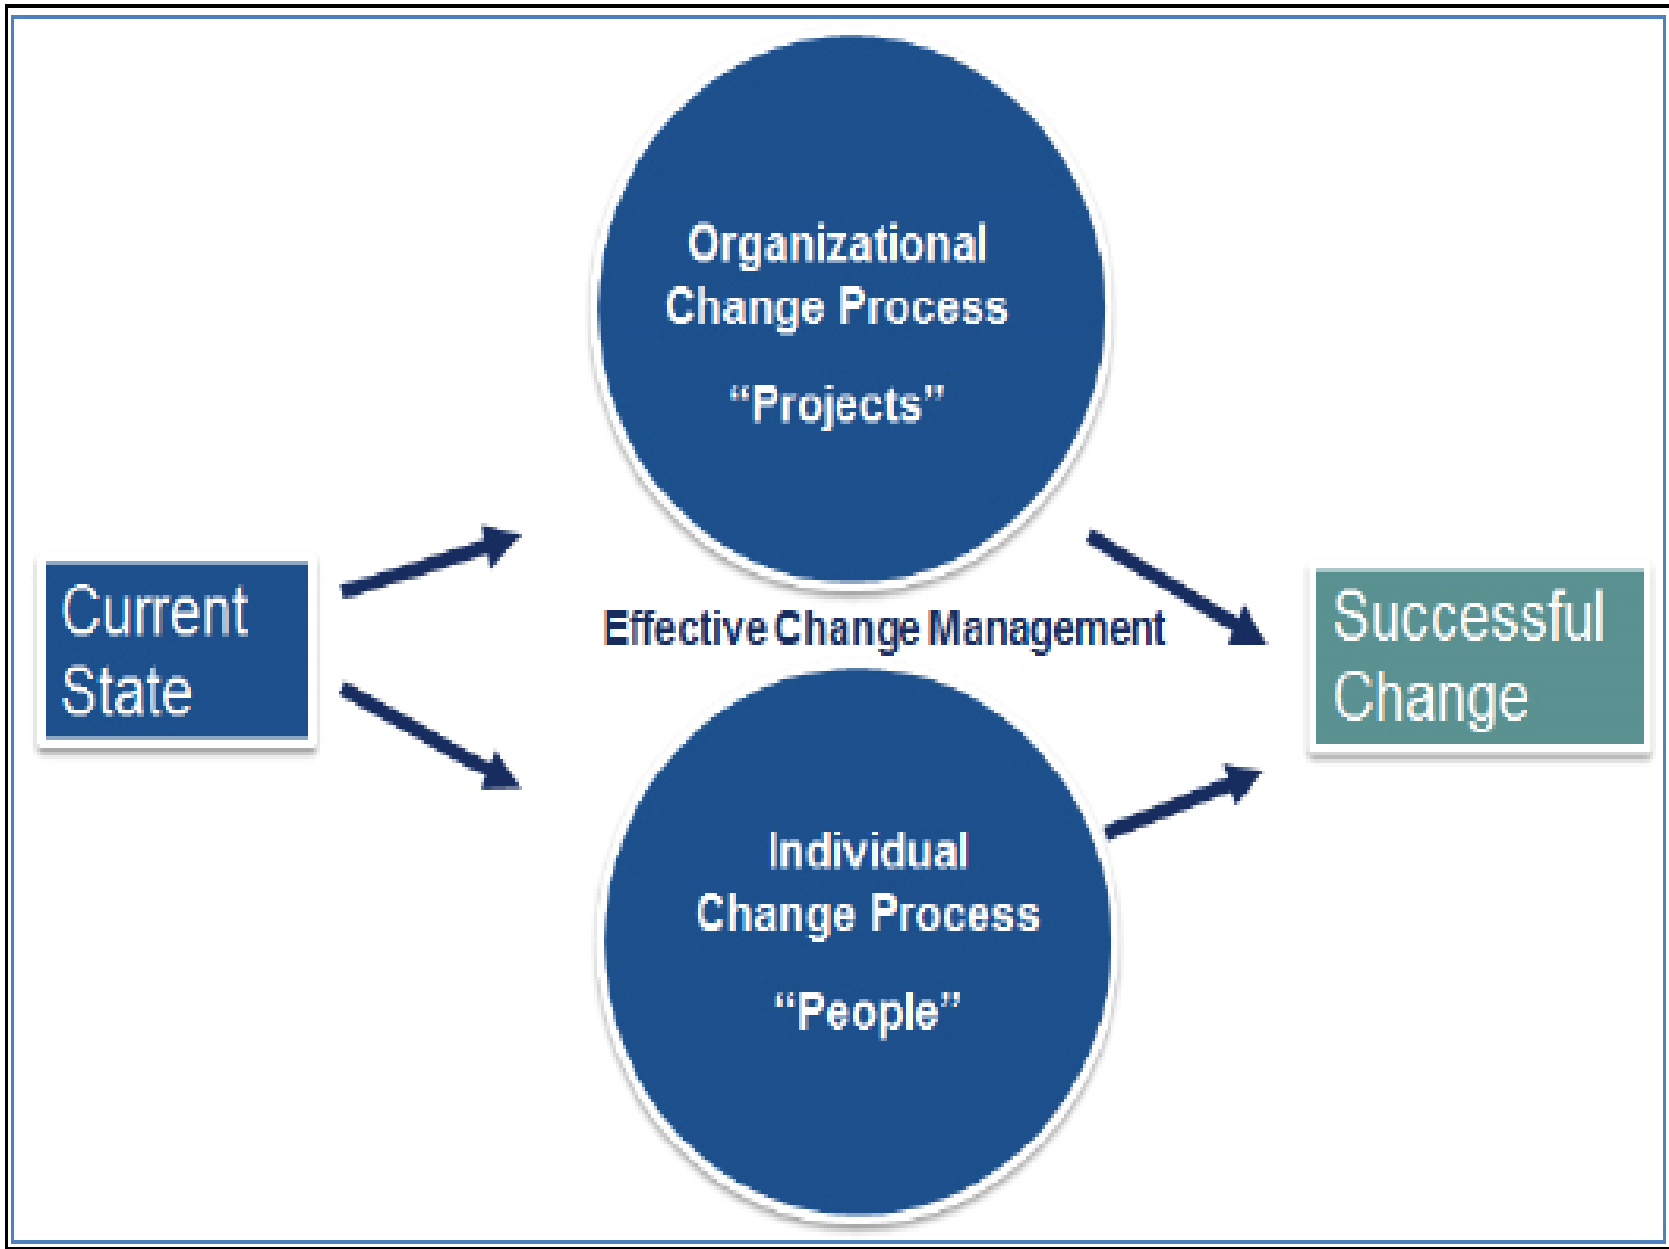 Organizational
Change Process
“Projects”
Current
State
Effective Change Management
Successful
Change
Individual
Change Process
“People”